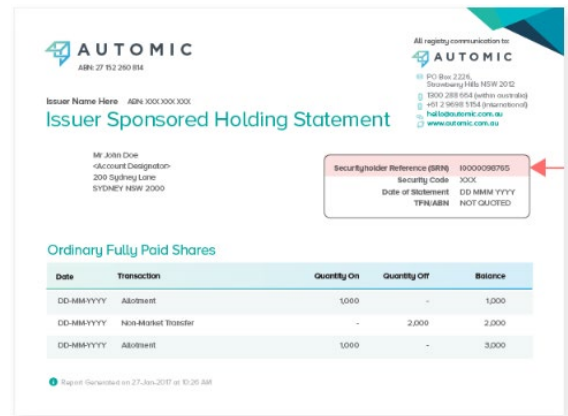 AUTOMIC
ABN: 27 152 260 814
All registry communication to:
AUTOMIC
PO Box 2226,
Strawberry Hills NSW 2012
1300 288 664 (within australia)
+61 2 9698 5154 (international)
hello@automic.com.au
www.automic.com.au
Issuer Name Here ABN: XXX XXX XXX
Issuer Sponsored Holding Statement
Mr John Doe
<Account Designator>
200 Sydney Lane
SYDNEY NSW 2000
Securityholder Reference (SRN) I0000098765
Security Code XXX
Date of Statement DD MMM YYYY
TFN/ABN NOT QUOTED
Ordinary Fully Paid Shares
Date Transaction Quantity On Quantity Off Balance
DD-MM-YYYY Allotment 1,000 - 1,000
DD-MM-YYYY Non-Market Transfer - 2,000 2,000
DD-MM-YYYY Allotment 1,000 - 3,000
Report Generated on 27-Jan-2017 at 10:26 AM